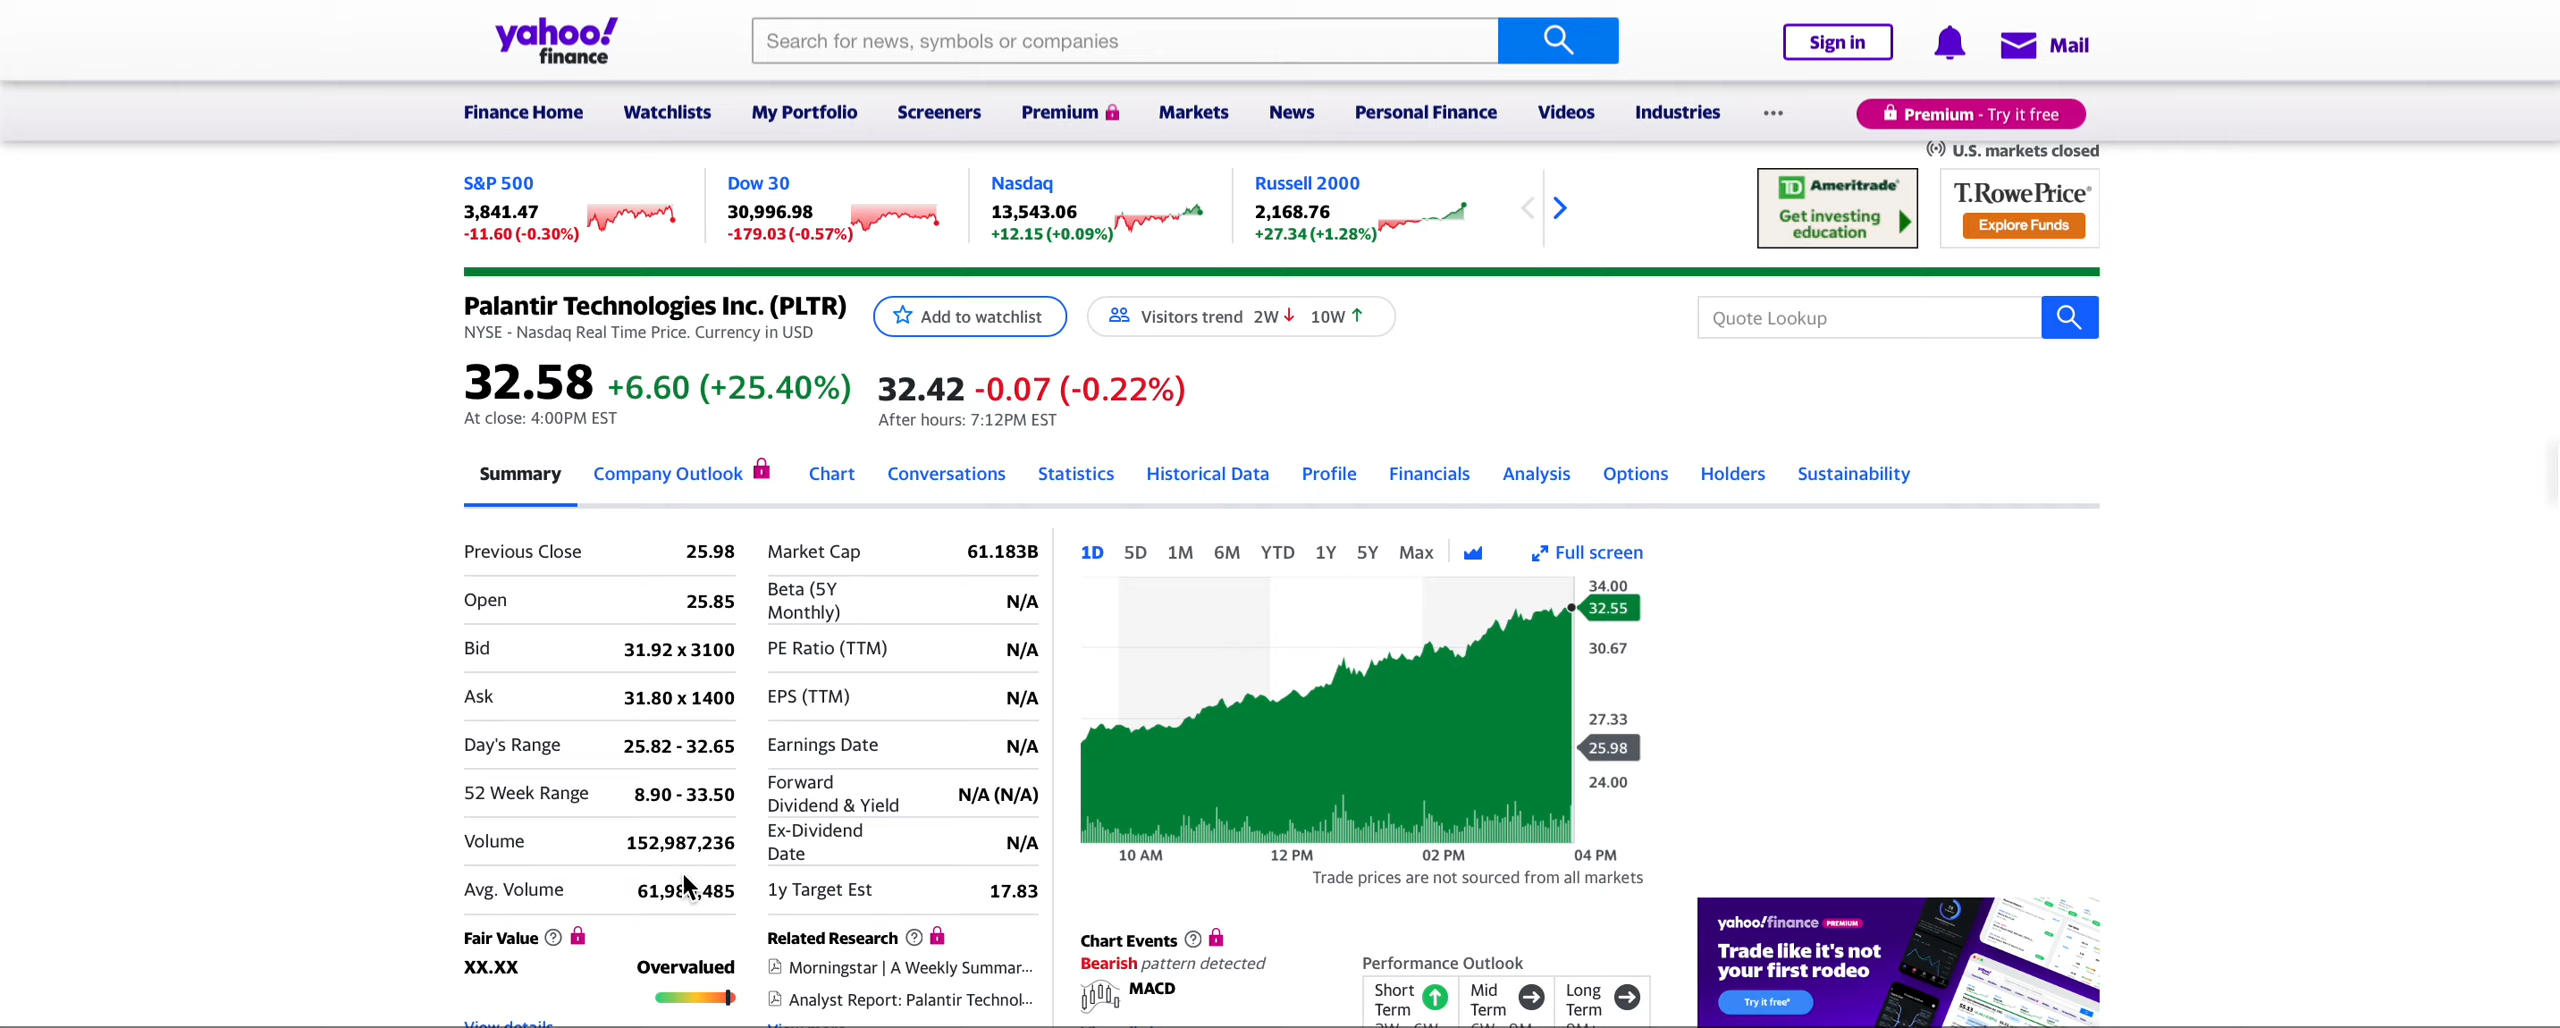 yahoo!
finance
Search for news, symbols or companies
Sign in
Mail
Finance Home Watchlists My Portfolio Screeners Premium Markets News Personal Finance Videos Industries ··· Premium - Try it free
U.S. markets closed
S&P 500
3,841.47
-11.60 (-0.30%)
Dow 30
30,996.98
-179.03 (-0.57%)
Nasdaq
13,543.06
+12.15 (+0.09%)
Russell 2000
2,168.76
+27.34 (+1.28%)
TD Ameritrade
Get investing
education
T.RowePrice
Explore Funds
Palantir Technologies Inc. (PLTR)
NYSE - Nasdaq Real Time Price. Currency in USD
Add to watchlist
Visitors trend 2W↓ 10W↑
Quote Lookup
32.58 +6.60 (+25.40%)
At close: 4:00PM EST
32.42 -0.07 (-0.22%)
After hours: 7:12PM EST
Summary Company Outlook Chart Conversations Statistics Historical Data Profile Financials Analysis Options Holders Sustainability
Previous Close 25.98
Open 25.85
Bid 31.92 x 3100
Ask 31.80 x 1400
Day's Range 25.82 - 32.65
52 Week Range 8.90 - 33.50
Volume 152,987,236
Avg. Volume
Market Cap 61.183B
Beta (5Y
Monthly) N/A
PE Ratio (TTM) N/A
EPS (TTM) N/A
Earnings Date N/A
Forward
Dividend & Yield N/A (N/A)
Ex-Dividend
Date N/A
1y Target Est 17.83
1D 5D 1M 6M YTD 1Y 5Y Max Full screen
34.00
32.55
30.67
27.33
25.98
24.00
10 AM 12 PM 02 PM 04 PM
Trade prices are not sourced from all markets
Fair Value
XX.XX Overvalued
View details
Related Research
Morningstar | A Weekly Summar...
Analyst Report: Palantir Technol...
Chart Events
Bearish pattern detected
MACD
Performance Outlook
Short
Term
Mid
Term
Long
Term
yahoo!finance PREMIUM
Trade like it's not
your first rodeo
Try it free*